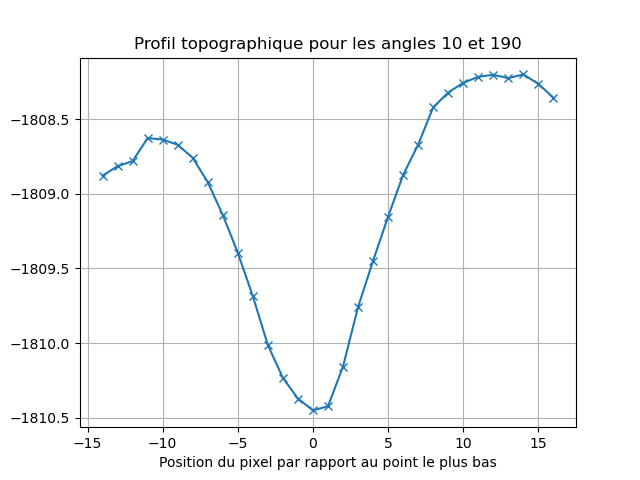 Profil topographique pour les angles 10 et 190
−1808.5
−1809.0
−1809.5
−1810.0
−1810.5
−15 −10 −5 0 5 10 15
Position du pixel par rapport au point le plus bas